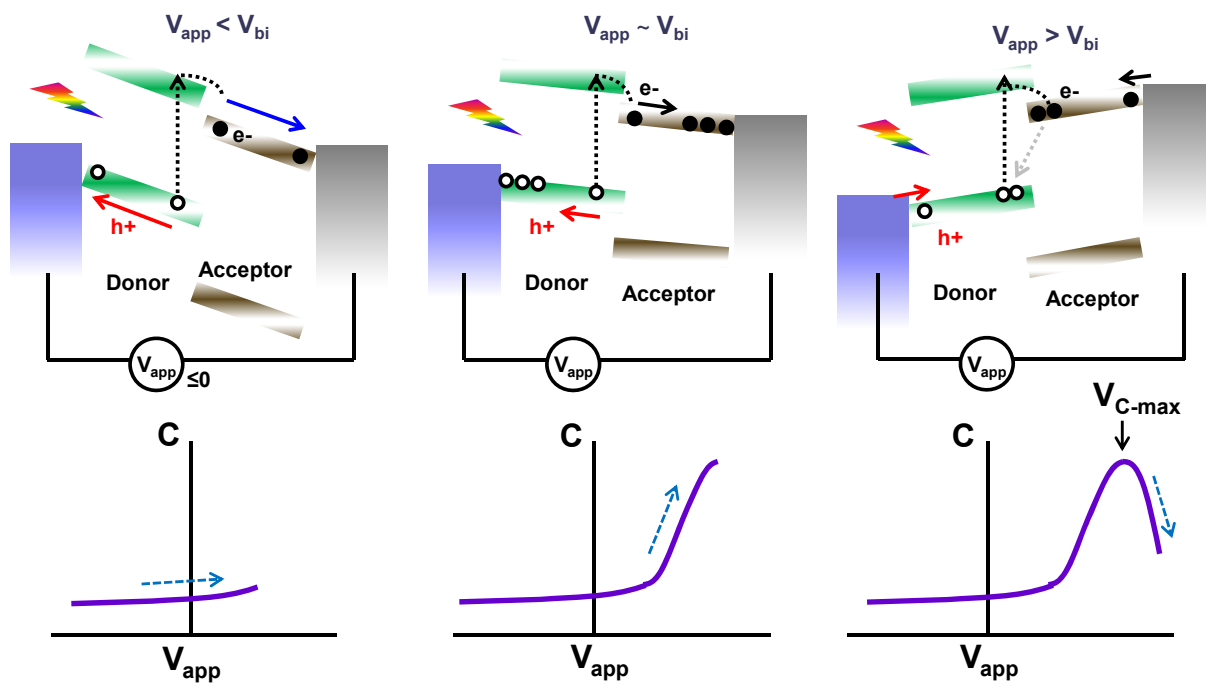 V_app < V_bi
e-
h+
Donor
Acceptor
V_app
≤0
C
V_app
V_app ~ V_bi
e-
h+
Donor
Acceptor
V_app
C
V_app
V_app > V_bi
e-
h+
Donor
Acceptor
V_app
V_C-max
C
V_app